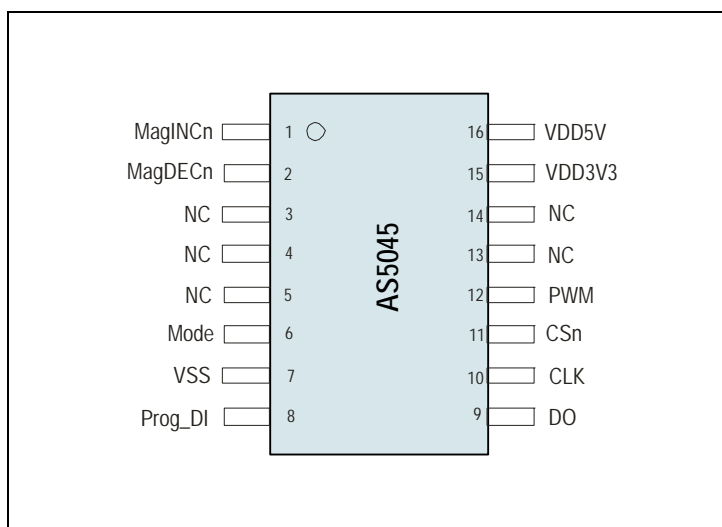 MagINCn 1 16 VDD5V
MagDECn 2 15 VDD3V3
NC 3 14 NC
NC 4 13 NC
NC 5 12 PWM
Mode 6 11 CSn
VSS 7 10 CLK
Prog_DI 8 9 DO
AS5045